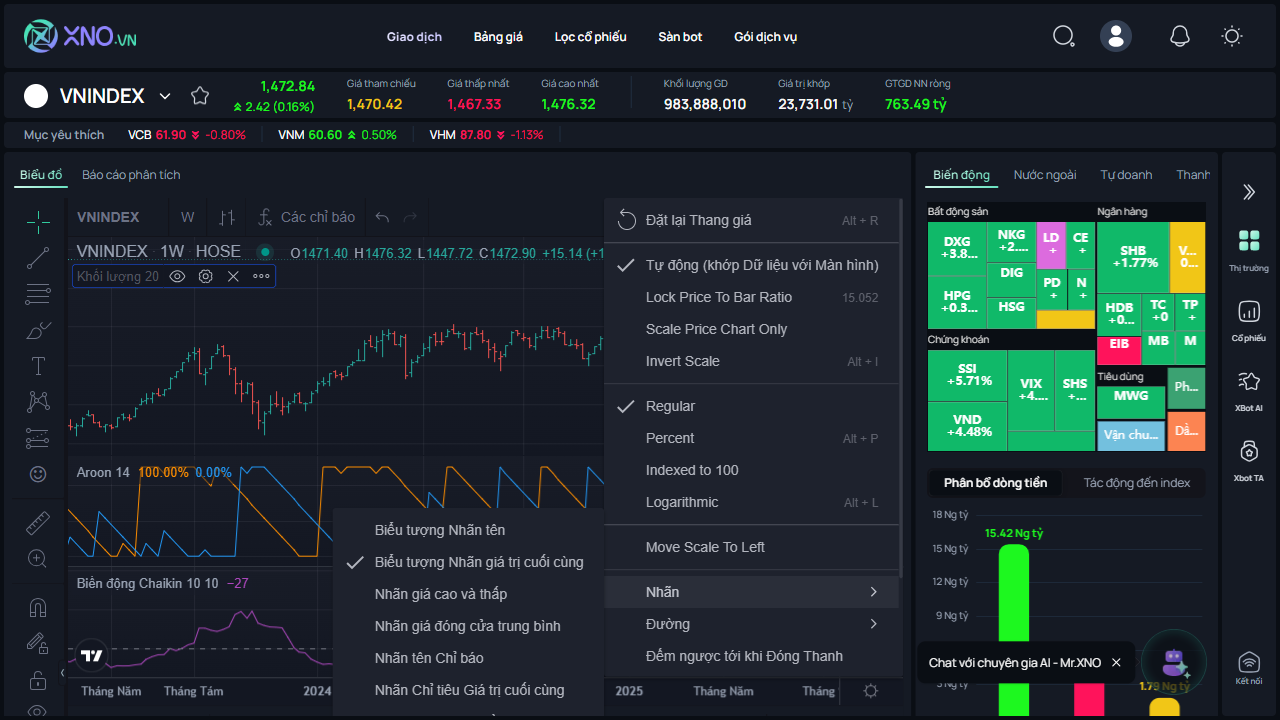 XNO.VN
Giao dịch Bảng giá Lọc cổ phiếu Sàn bot Gói dịch vụ
VNINDEX
1,472.84
2.42 (0.16%)
Giá tham chiếu
1,470.42
Giá thấp nhất
1,467.33
Giá cao nhất
1,476.32
Khối lượng GD
983,888,010
Giá trị khớp
23,731.01 tỷ
GTGD NN ròng
763.49 tỷ
Mục yêu thích VCB 61.90 -0.80% VNM 60.60 0.50% VHM 87.80 -1.13%
Biểu đồ Báo cáo phân tích
VNINDEX W Các chỉ báo
VNINDEX 1W HOSE O1471.40 H1476.32 L1447.72 C1472.90 +15.14 (+1
Khối lượng 20
Aroon 14 100.00% 0.00%
Biến động Chaikin 10 10 −27
Tháng Năm Tháng Tám 2024 2025 Tháng Năm Tháng
Đặt lại Thang giá Alt + R
Tự động (khớp Dữ liệu với Màn hình)
Lock Price To Bar Ratio 15.052
Scale Price Chart Only
Invert Scale Alt + I
Regular
Percent Alt + P
Indexed to 100
Logarithmic Alt + L
Move Scale To Left
Nhãn
Đường
Đếm ngược tới khi Đóng Thanh
Biểu tượng Nhãn tên
Biểu tượng Nhãn giá trị cuối cùng
Nhãn giá cao và thấp
Nhãn giá đóng cửa trung bình
Nhãn tên Chỉ báo
Nhãn Chỉ tiêu Giá trị cuối cùng
Biến động Nước ngoài Tự doanh Thanh
Bất động sản
DXG
+3.8...
NKG
+2....
LD
+
CE
+
HPG
+0.3...
DIG
HSG
PD
+
N
+
Ngân hàng
SHB
+1.77%
V...
0...
HDB
+0...
TC
+0
TP
+
EIB
MB
M
Chứng khoán
SSI
+5.71%
VND
+4.48%
VIX
+4....
SHS
+...
Tiêu dùng
MWG
Ph...
Vận chu...
Dầ...
Phân bổ dòng tiền Tác động đến index
18 Ng tỷ
15 Ng tỷ
12 Ng tỷ
9 Ng tỷ
3 Ng tỷ
15.42 Ng tỷ
1.79 Ng tỷ
Chat với chuyên gia AI - Mr.XNO
Thị trường
Cổ phiếu
XBot AI
Xbot TA
Kết nối